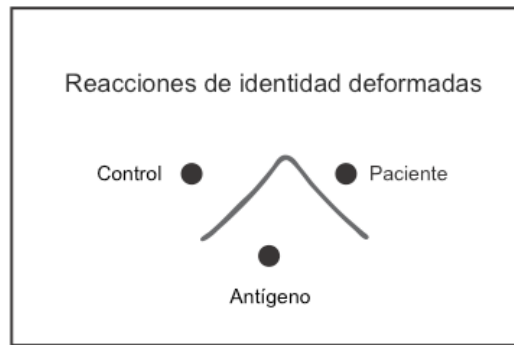 Reacciones de identidad deformadas
Control
Paciente
Antígeno